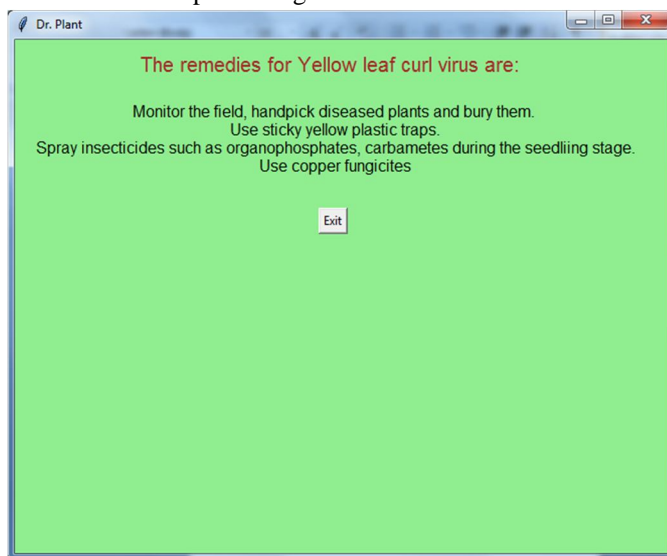 Dr. Plant
The remedies for Yellow leaf curl virus are:
Monitor the field, handpick diseased plants and bury them.
Use sticky yellow plastic traps.
Spray insecticides such as organophosphates, carbametes during the seedliing stage.
Use copper fungicites
Exit